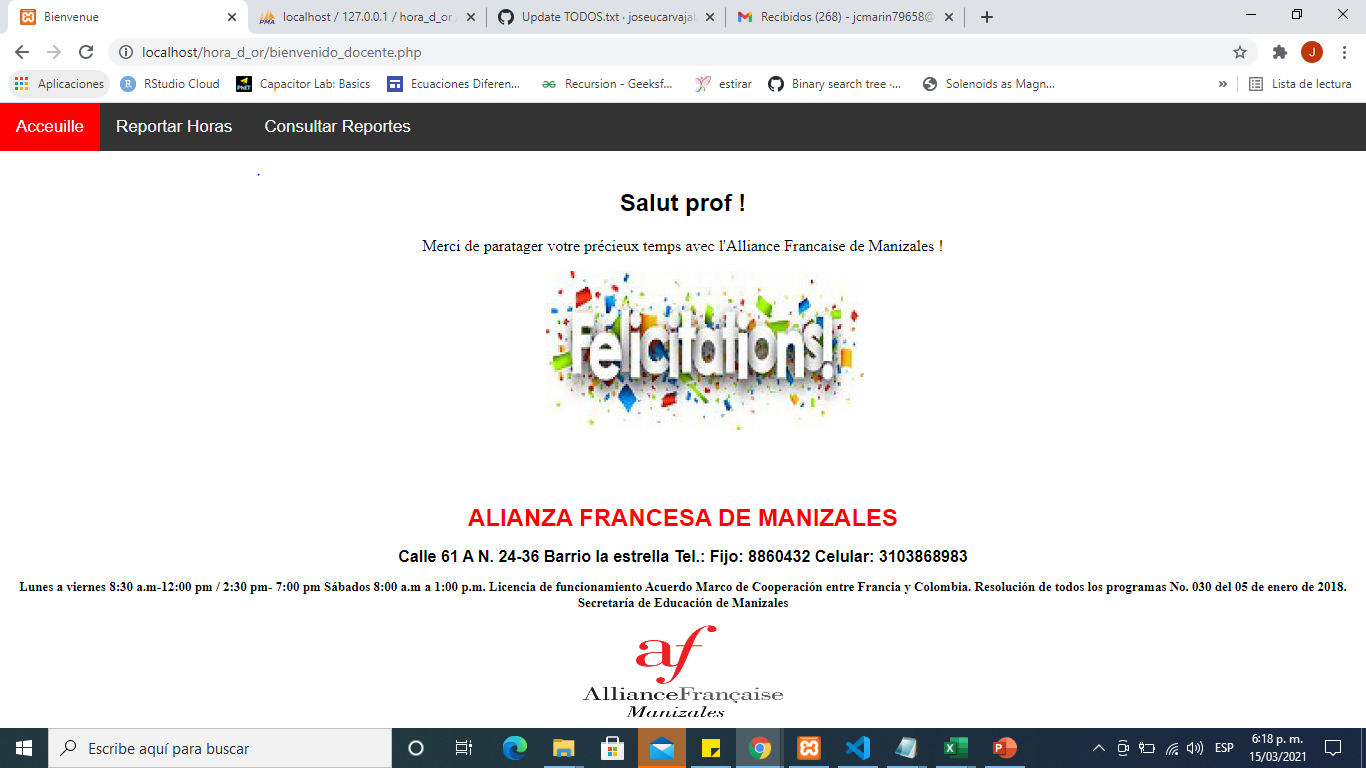 Bienvenue
localhost / 127.0.0.1 / hora_d_or
Update TODOS.txt · joseucarvajal
Recibidos (268) - jcmarin79658@
localhost/hora_d_or/bienvenido_docente.php
J
Aplicaciones
RStudio Cloud
Capacitor Lab: Basics
Ecuaciones Diferen...
Recursion - Geeksf...
estirar
Binary search tree ·...
Solenoids as Magn...
»
Lista de lectura
Acceuille
Reportar Horas
Consultar Reportes
.
Salut prof !
Merci de paratager votre précieux temps avec l'Alliance Francaise de Manizales !
Félicitations!
ALIANZA FRANCESA DE MANIZALES
Calle 61 A N. 24-36 Barrio la estrella Tel.: Fijo: 8860432 Celular: 3103868983
Lunes a viernes 8:30 a.m-12:00 pm / 2:30 pm- 7:00 pm Sábados 8:00 a.m a 1:00 p.m. Licencia de funcionamiento Acuerdo Marco de Cooperación entre Francia y Colombia. Resolución de todos los programas No. 030 del 05 de enero de 2018.
Secretaría de Educación de Manizales
af
AllianceFrançaise
Manizales
Escribe aquí para buscar
ESP
6:18 p. m.
15/03/2021